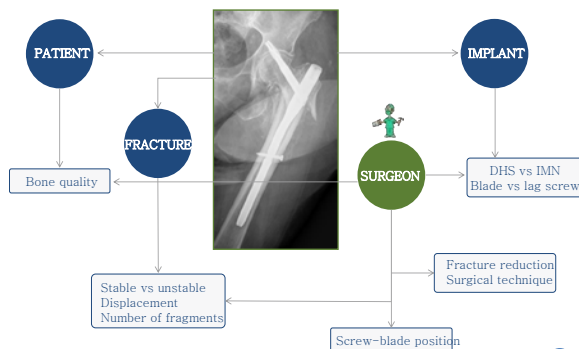 PATIENT
IMPLANT
FRACTURE
SURGEON
Bone quality
DHS vs IMN
Blade vs lag screw
Fracture reduction
Surgical technique
Stable vs unstable
Displacement
Number of fragments
Screw-blade position